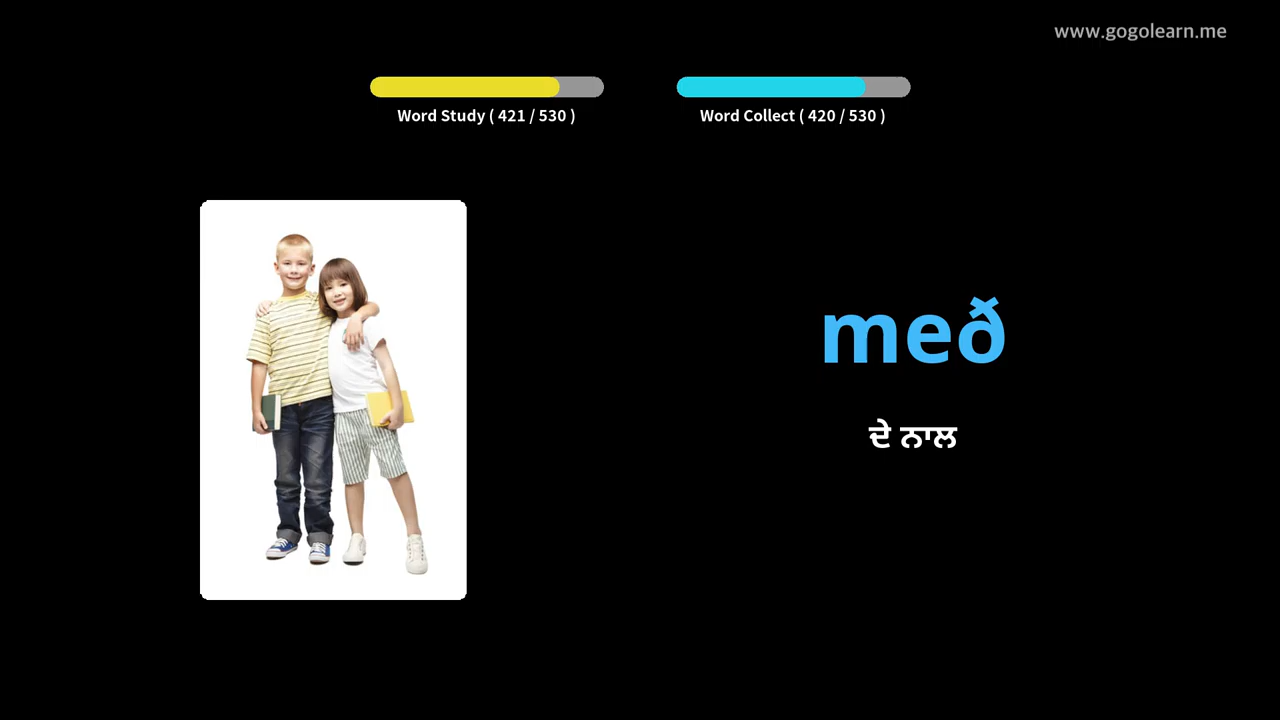 www.gogolearn.me
Word Study ( 421 / 530 )
Word Collect ( 420 / 530 )
með
ਦੇ ਨਾਲ